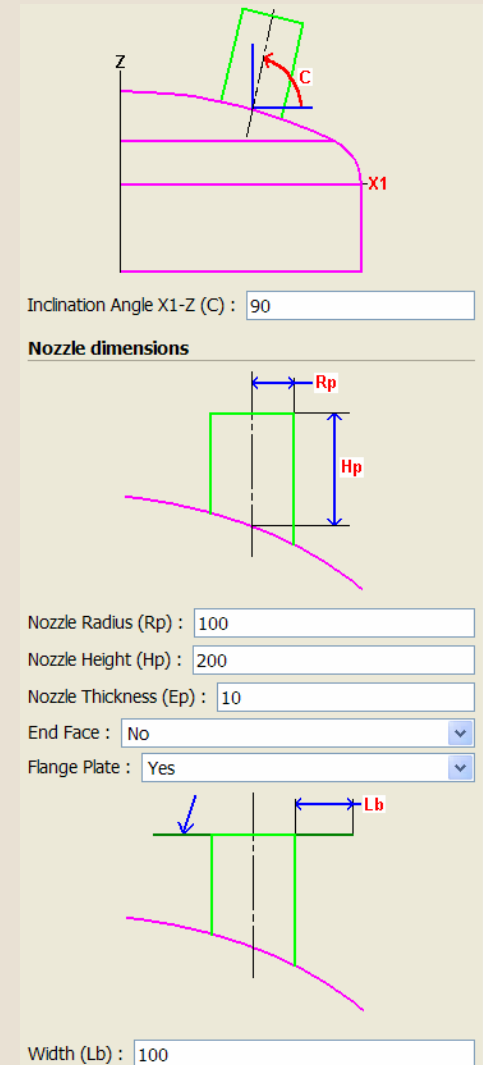 Z
C
X1
Inclination Angle X1-Z (C) : 90
Nozzle dimensions
Rp
Hp
Nozzle Radius (Rp) : 100
Nozzle Height (Hp) : 200
Nozzle Thickness (Ep) : 10
End Face : No
Flange Plate : Yes
Lb
Width (Lb) : 100